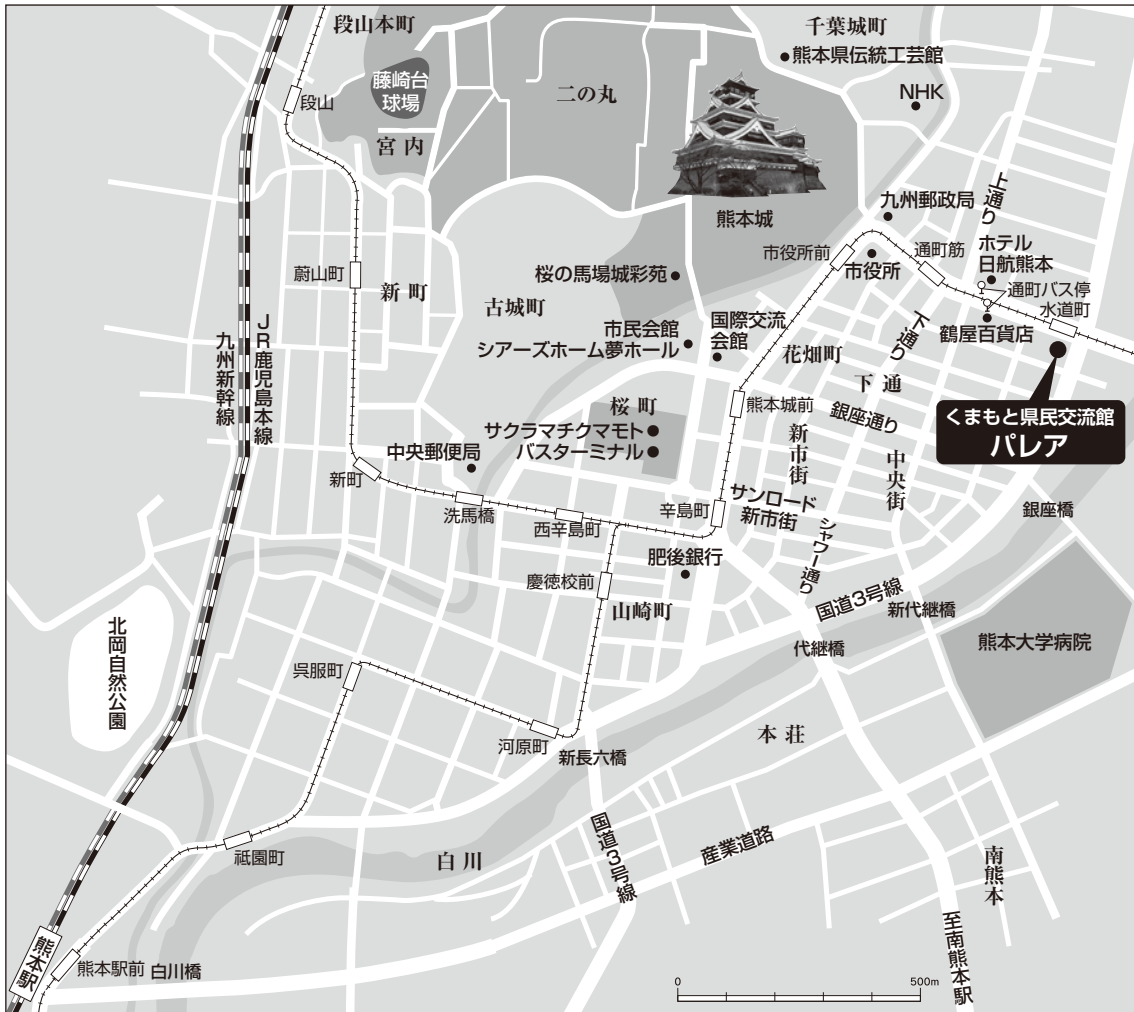 段山本町
千葉城町
熊本県伝統工芸館
藤崎台
球場
二の丸
NHK
段山
宮内
上通り
九州郵政局
熊本城
市役所前
通町筋
ホテル
日航熊本
市役所
蔚山町
桜の馬場城彩苑
通町バス停
新町
古城町
水道町
市民会館
シアーズホーム夢ホール
国際交流
会館
鶴屋百貨店
花畑町
下通り
下通
JR鹿児島本線
九州新幹線
桜町
熊本城前
銀座通り
くまもと県民交流館
パレア
サクラマチクマモト
バスターミナル
新市街
中央街
中央郵便局
新町
洗馬橋
西辛島町
辛島町
サンロード
新市街
シャワー通り
銀座橋
肥後銀行
慶徳校前
山崎町
国道3号線
新代継橋
代継橋
熊本大学病院
北岡自然公園
呉服町
河原町
新長六橋
本荘
国道3号線
産業道路
祗園町
白川
南熊本
熊本駅
熊本駅前
白川橋
至南熊本駅
0
500m